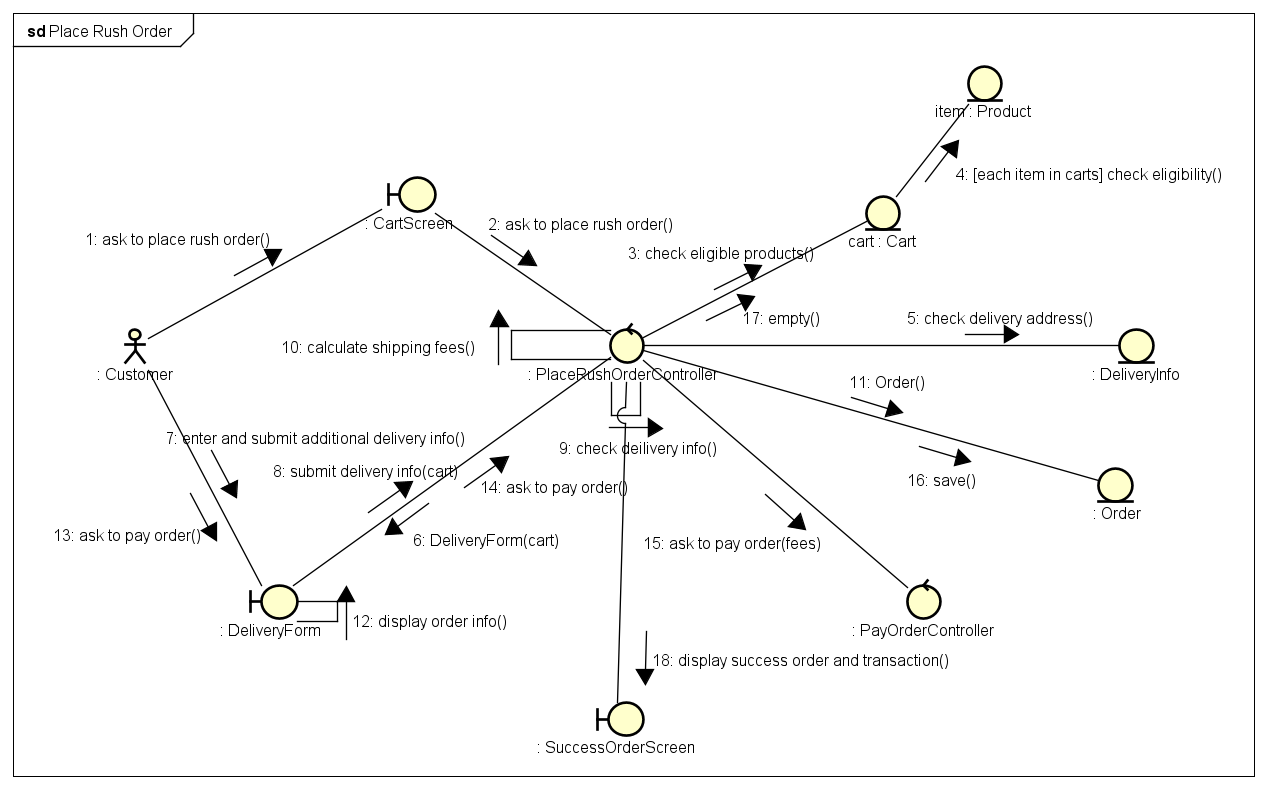 sd Place Rush Order
item : Product
4: [each item in carts] check eligibility()
: CartScreen
2: ask to place rush order()
1: ask to place rush order()
cart : Cart
3: check eligible products()
17: empty()
5: check delivery address()
10: calculate shipping fees()
: Customer
: PlaceRushOrderController
: DeliveryInfo
11: Order()
7: enter and submit additional delivery info()
9: check deilivery info()
8: submit delivery info(cart)
14: ask to pay order()
16: save()
: Order
13: ask to pay order()
6: DeliveryForm(cart)
15: ask to pay order(fees)
12: display order info()
: DeliveryForm
: PayOrderController
18: display success order and transaction()
: SuccessOrderScreen